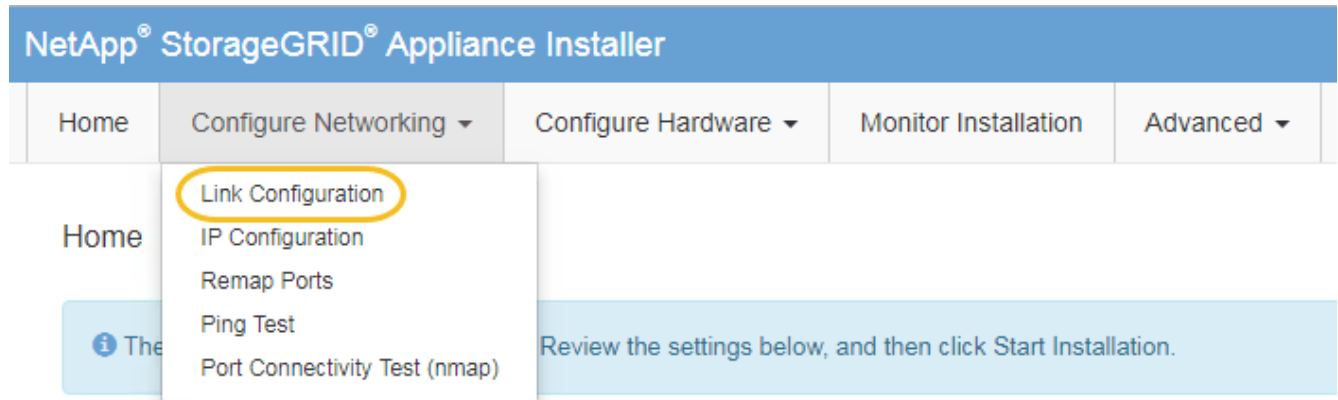 NetApp® StorageGRID® Appliance Installer
Home Configure Networking Configure Hardware Monitor Installation Advanced
Link Configuration
Home
IP Configuration
Remap Ports
Ping Test
The Review the settings below, and then click Start Installation.
Port Connectivity Test (nmap)